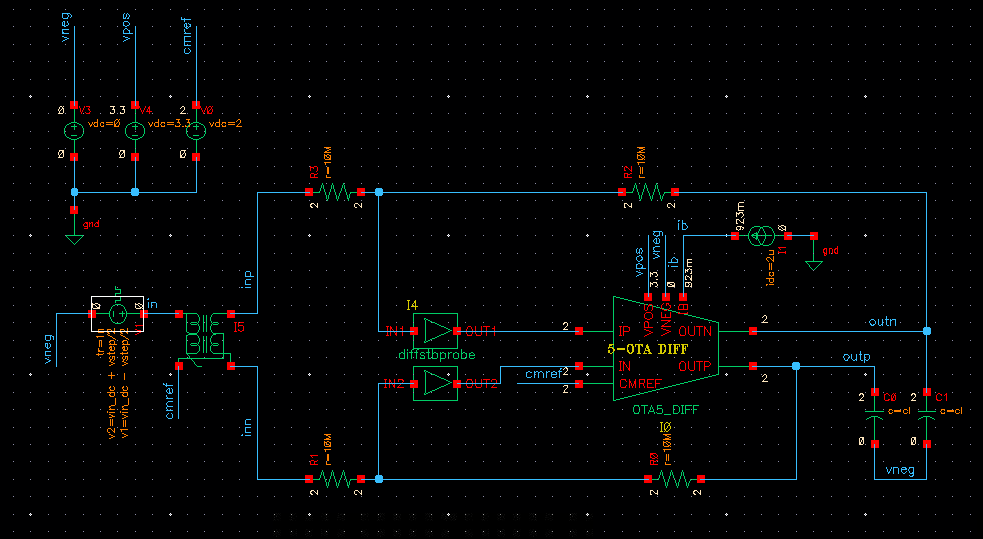 vneg
vpos
cmref
0
V3
3.3
V4
2
V0
vdc=0
vdc=3.3
vdc=2
0
0
0
gnd
R3
r=10M
2
2
R2
r=10M
2
2
inp
vpos
vneg
ib
ib
3.3
0
923m
923m
0
I1
idc=2u
gnd
vneg
0
0
in
v2=vin_dc + vstep/2
v1=vin_dc - vstep/2
I5
cmref
I4
IN1
OUT1
diffstbprobe
IN2
OUT2
2
IP
VPOS
VNEG
OUTN
2
outn
5-OTA DIFF
2
IN
OUTP
2
outp
cmref
2
CMREF
OTA5_DIFF
I0
2
C0
c=cl
0
2
C1
c=cl
0
vneg
inn
R1
r=10M
2
2
R0
r=10M
2
2